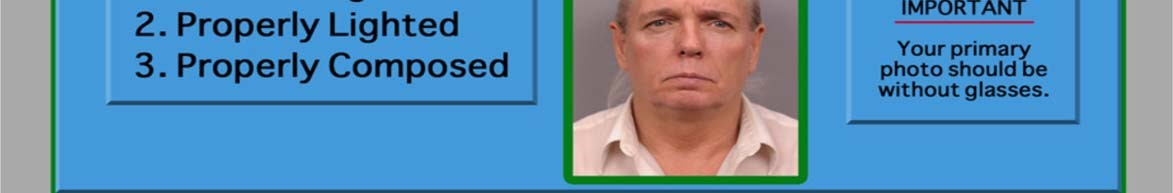 2. Properly Lighted
3. Properly Composed
IMPORTANT
Your primary
photo should be
without glasses.